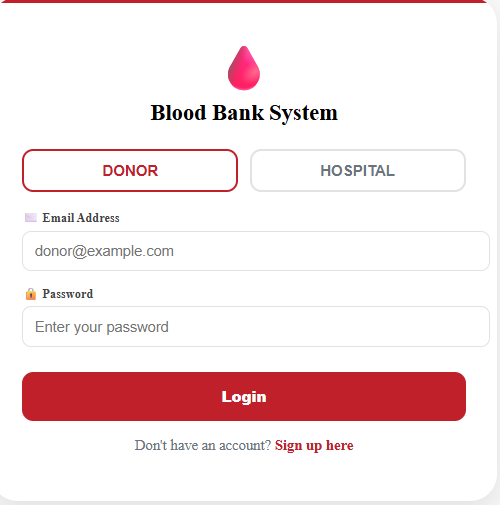 Blood Bank System
DONOR
HOSPITAL
Email Address
donor@example.com
Password
Enter your password
Login
Don't have an account? Sign up here